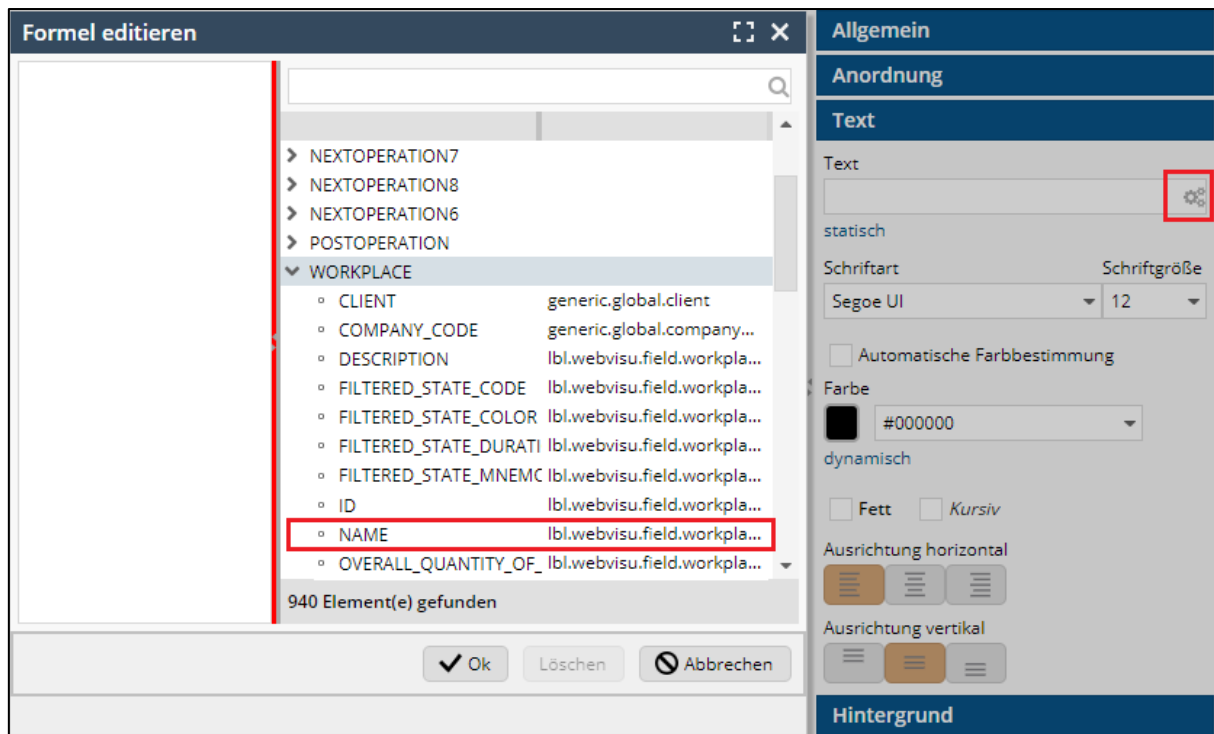 Formel editieren
NEXTOPERATION7
NEXTOPERATION8
NEXTOPERATION6
POSTOPERATION
WORKPLACE
CLIENT generic.global.client
COMPANY_CODE generic.global.company...
DESCRIPTION lbl.webvisu.field.workpla...
FILTERED_STATE_CODE lbl.webvisu.field.workpla...
FILTERED_STATE_COLOR lbl.webvisu.field.workpla...
FILTERED_STATE_DURATI lbl.webvisu.field.workpla...
FILTERED_STATE_MNEMC lbl.webvisu.field.workpla...
ID lbl.webvisu.field.workpla...
NAME lbl.webvisu.field.workpla...
OVERALL_QUANTITY_OF_ lbl.webvisu.field.workpla...
940 Element(e) gefunden
Ok Löschen Abbrechen
Allgemein
Anordnung
Text
Text
statisch
Schriftart Schriftgröße
Segoe UI 12
Automatische Farbbestimmung
Farbe
#000000
dynamisch
Fett Kursiv
Ausrichtung horizontal
Ausrichtung vertikal
Hintergrund